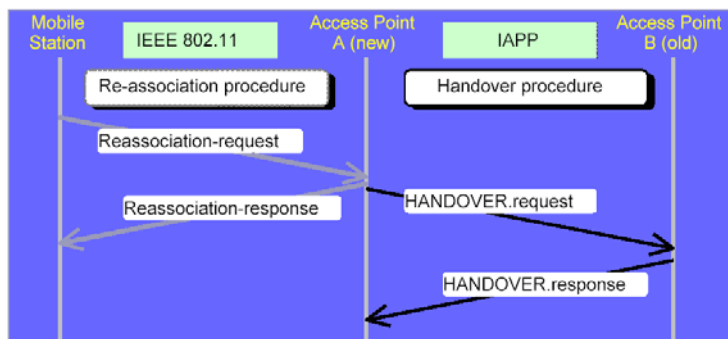 Mobile
Station
IEEE 802.11
Access Point
A (new)
IAPP
Access Point
B (old)
Re-association procedure
Handover procedure
Reassociation-request
Reassociation-response
HANDOVER.request
HANDOVER.response